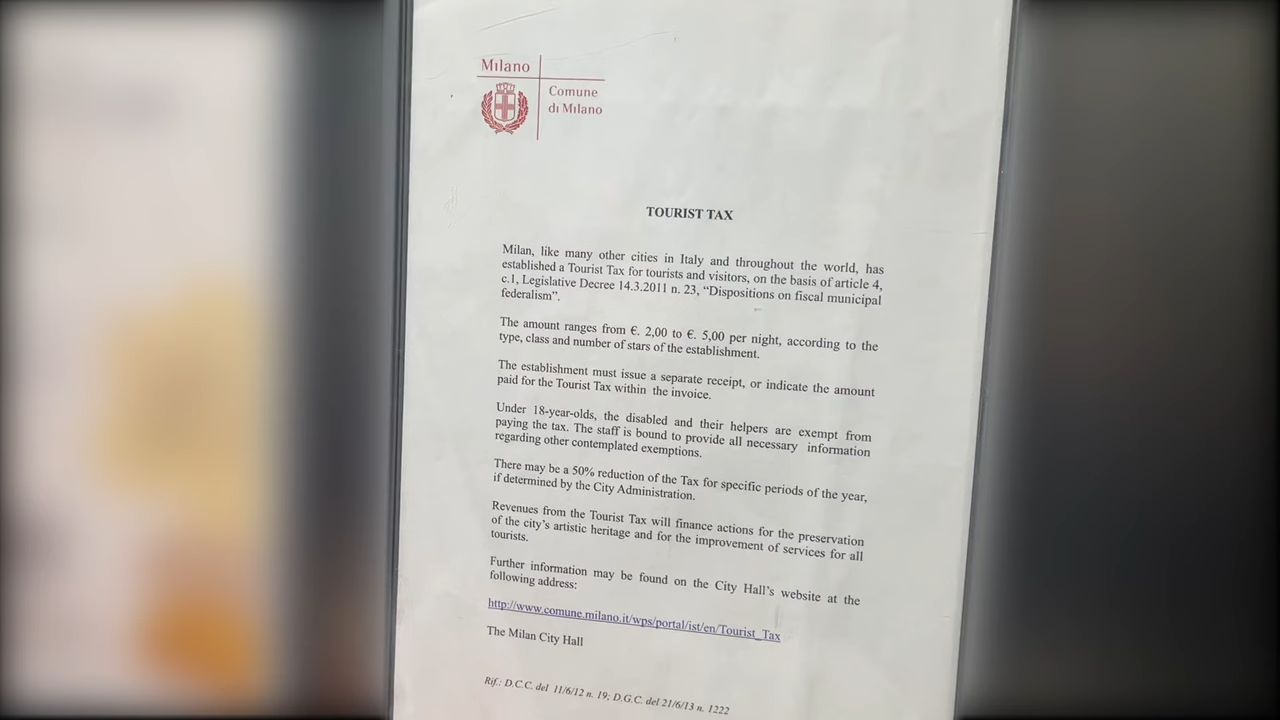 Milano
Comune
di Milano
TOURIST TAX
Milan, like many other cities in Italy and throughout the world, has
established a Tourist Tax for tourists and visitors, on the basis of article 4,
c.1, Legislative Decree 14.3.2011 n. 23, “Dispositions on fiscal municipal
federalism”.
The amount ranges from €. 2,00 to €. 5,00 per night, according to the
type, class and number of stars of the establishment.
The establishment must issue a separate receipt, or indicate the amount
paid for the Tourist Tax within the invoice.
Under 18-year-olds, the disabled and their helpers are exempt from
paying the tax. The staff is bound to provide all necessary information
regarding other contemplated exemptions.
There may be a 50% reduction of the Tax for specific periods of the year,
if determined by the City Administration.
Revenues from the Tourist Tax will finance actions for the preservation
of the city’s artistic heritage and for the improvement of services for all
tourists.
Further information may be found on the City Hall’s website at the
following address:
http://www.comune.milano.it/wps/portal/ist/en/Tourist_Tax
The Milan City Hall
Rif.: D.C.C. del 11/6/12 n. 19; D.G.C. del 21/6/13 n. 1222